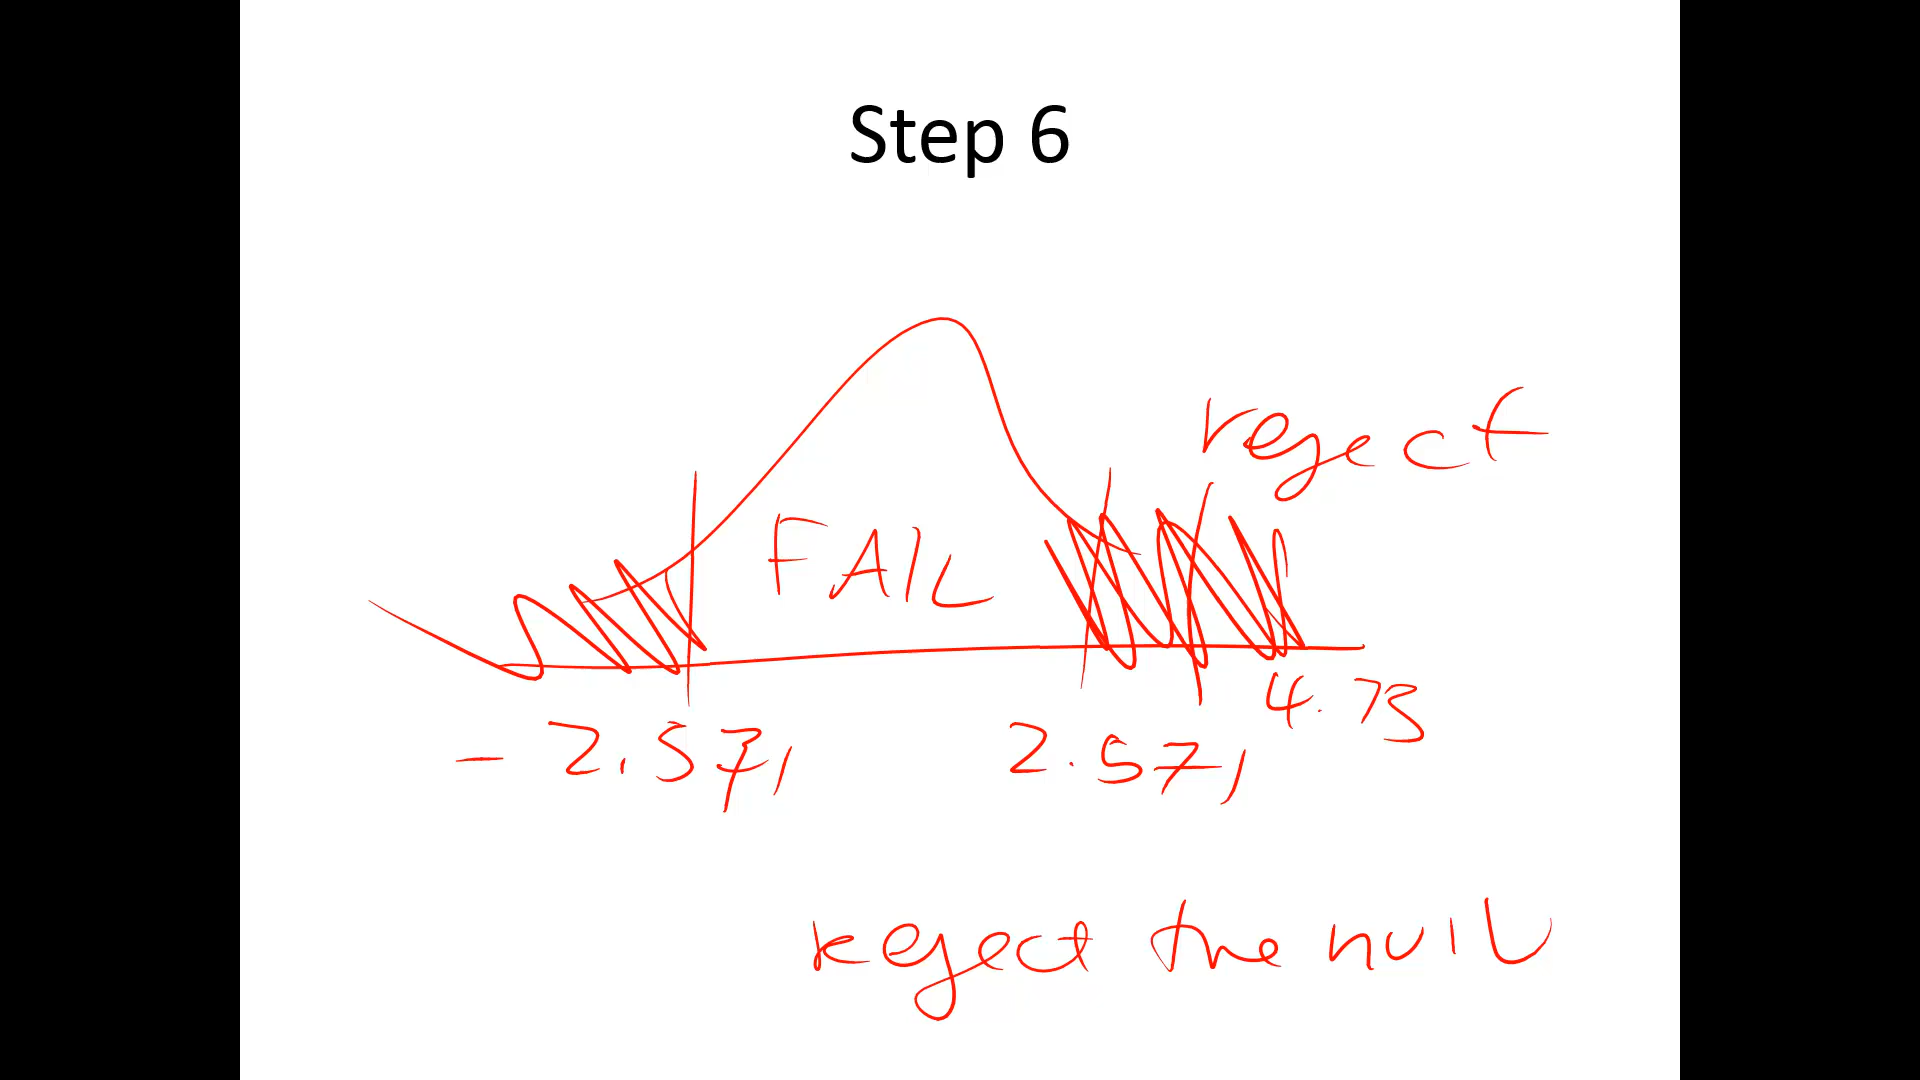 Step 6
reject
FAIL
4.73
- 2.571
2.571
reject the null